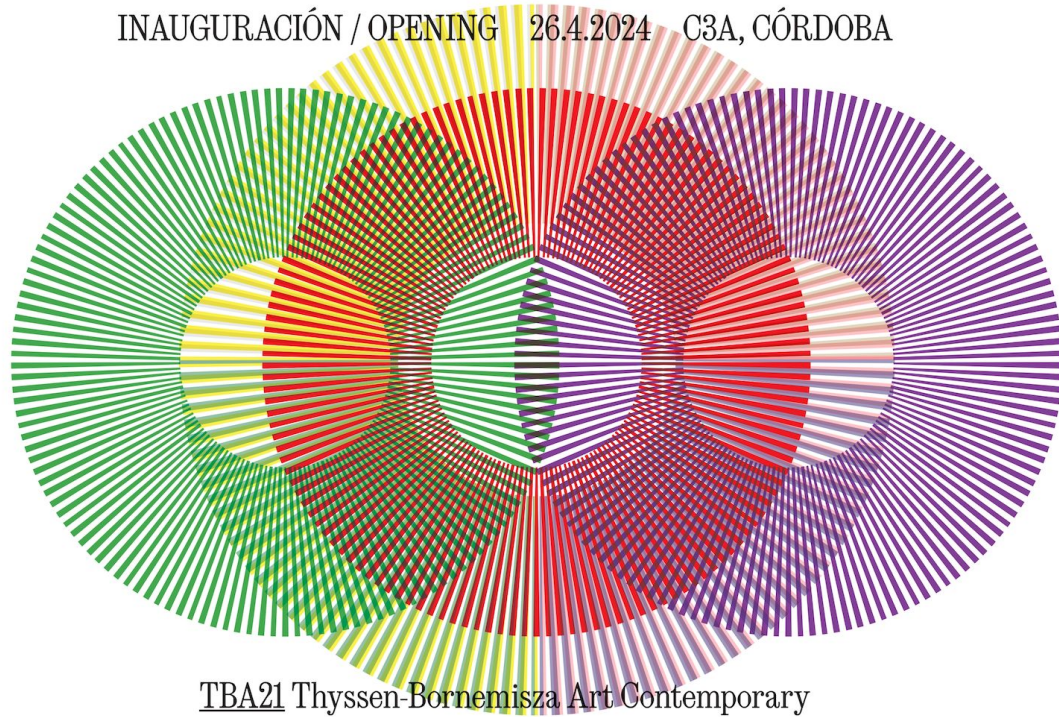 INAUGURACIÓN / OPENING 26.4.2024 C3A, CÓRDOBA
TBA21 Thyssen-Bornemisza Art Contemporary